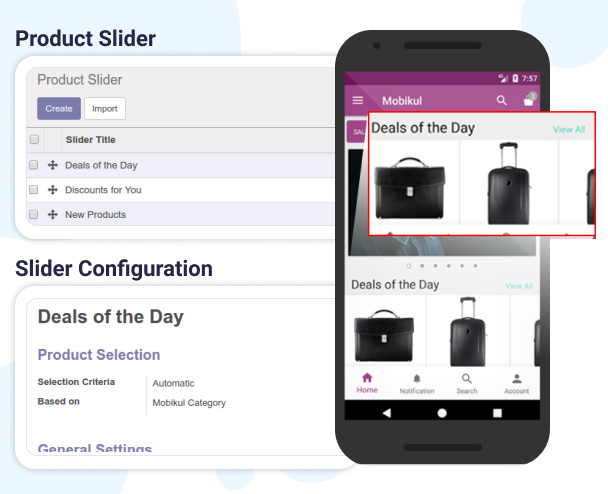 Product Slider
Product Slider
Create Import
Slider Title
Deals of the Day
Discounts for You
New Products
Slider Configuration
Deals of the Day
Product Selection
Selection Criteria Automatic
Based on Mobikul Category
General Settings
7:57
Mobikul
1
SAL
Deals of the Day View All
Deals of the Day View All
Home Notification Search Account